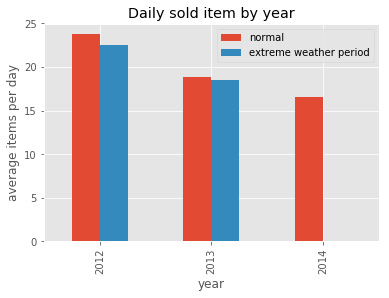 Daily sold item by year
normal
extreme weather period
average items per day
25
20
15
10
5
0
2012
2013
2014
year